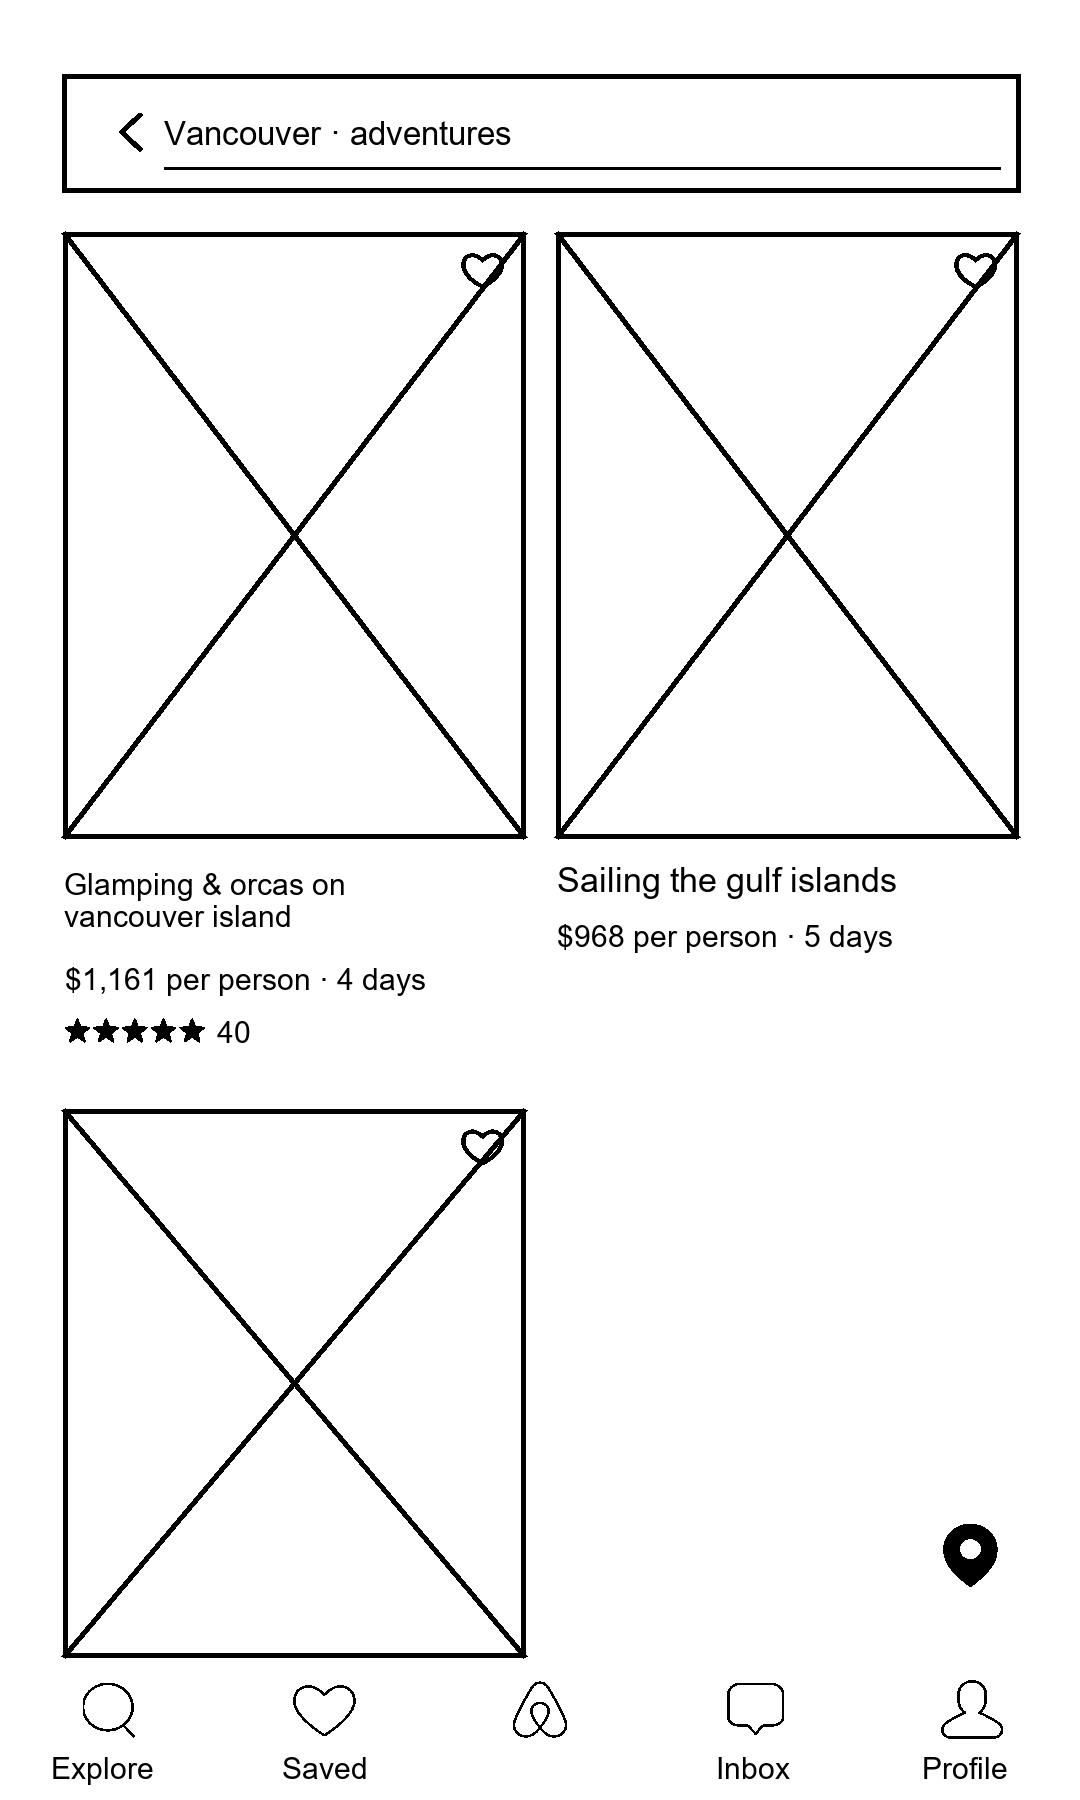 Vancouver · adventures
Glamping & orcas on
vancouver island
$1,161 per person · 4 days
40
Sailing the gulf islands
$968 per person · 5 days
Explore
Saved
Inbox
Profile